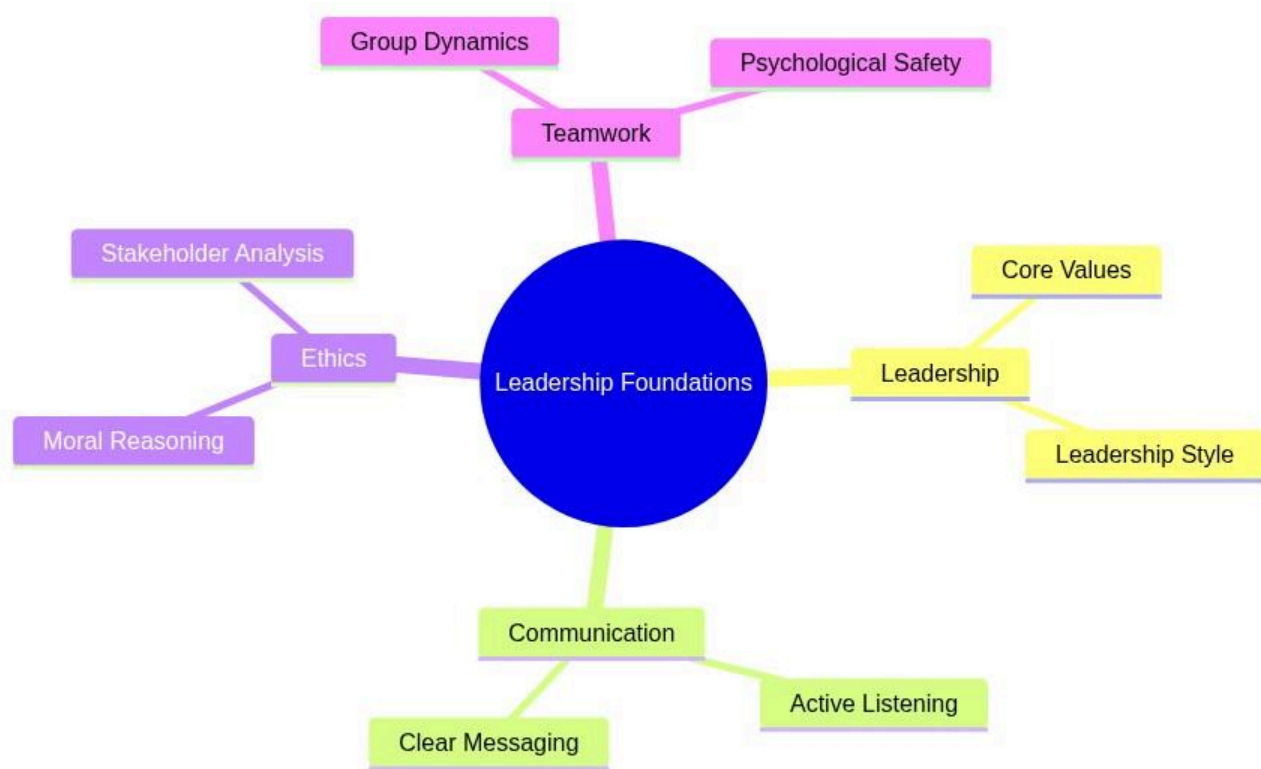 Group Dynamics
Psychological Safety
Teamwork
Stakeholder Analysis
Core Values
Ethics
Leadership Foundations
Leadership
Moral Reasoning
Leadership Style
Communication
Active Listening
Clear Messaging